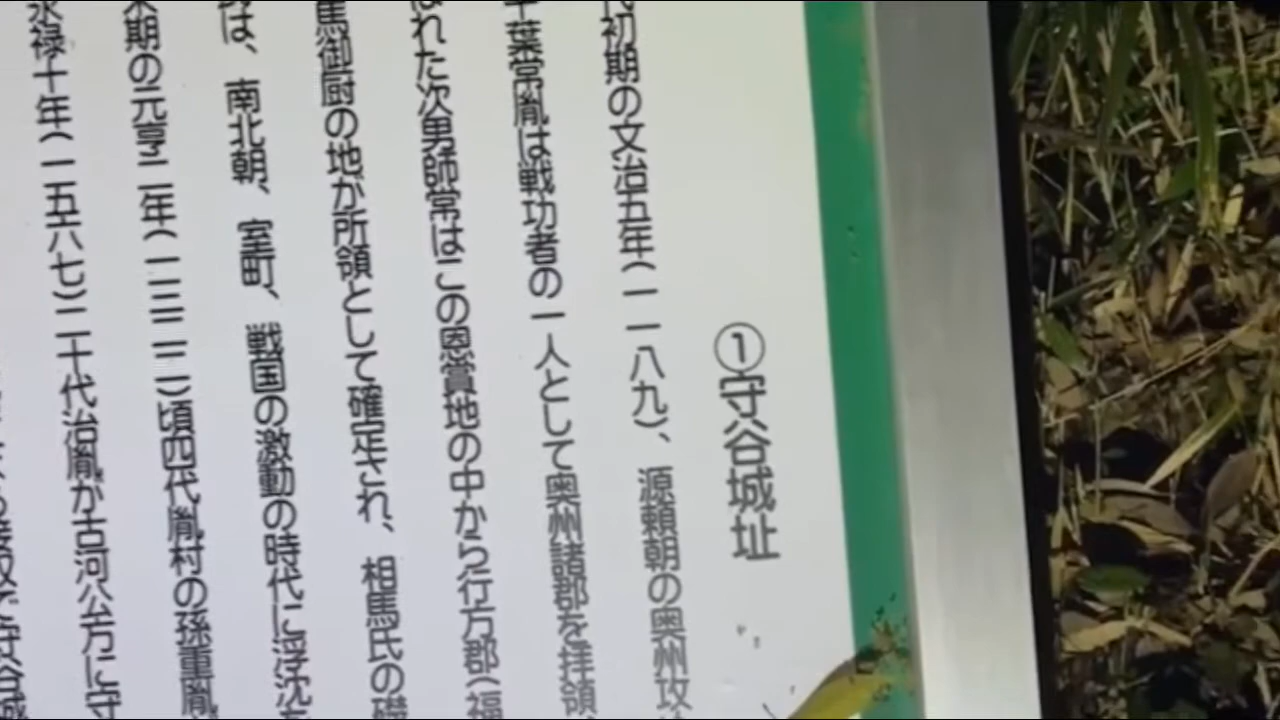 ①守谷城址
初期の文治五年(一一八九)、源頼朝の奥州攻
千葉常胤は戦功者の一人として奥州諸郡を拝領
れた次男師常はこの恩賞地の中から行方郡(福
馬御厨の地が所領として確定され、相馬氏の礎
は、南北朝、室町、戦国の激動の時代に浮沈を
末期の元亨二年(一三二二)頃四代胤村の孫重胤
永禄十年(一五六七)二十代治胤が古河公方に守
守谷城